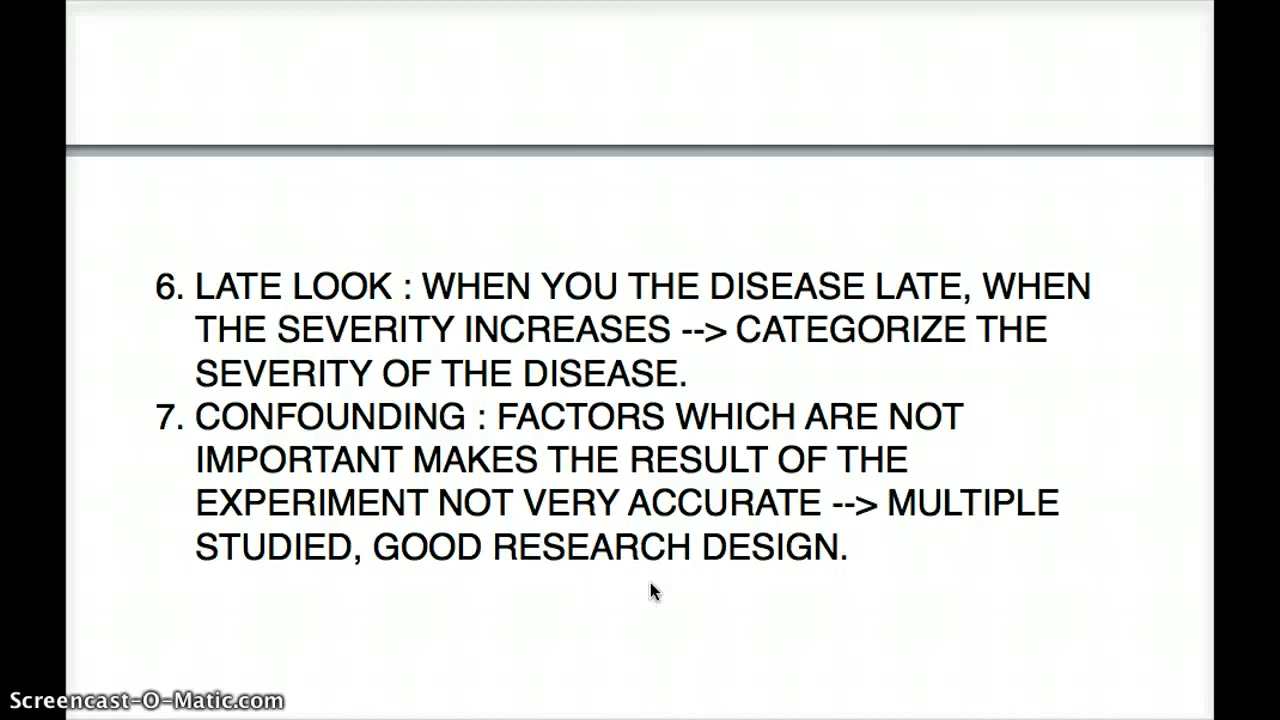 6. LATE LOOK : WHEN YOU THE DISEASE LATE, WHEN
THE SEVERITY INCREASES --> CATEGORIZE THE
SEVERITY OF THE DISEASE.
7. CONFOUNDING : FACTORS WHICH ARE NOT
IMPORTANT MAKES THE RESULT OF THE
EXPERIMENT NOT VERY ACCURATE --> MULTIPLE
STUDIED, GOOD RESEARCH DESIGN.
Screencast-O-Matic.com